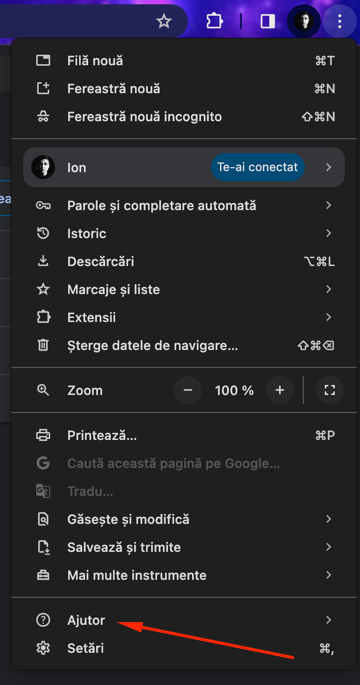 Filă nouă ⌘T
Fereastră nouă ⌘N
Fereastră nouă incognito ⇧⌘N
Ion Te-ai conectat
Parole și completare automată
Istoric
Descărcări ⌥⌘L
Marcaje și liste
Extensii
Șterge datele de navigare... ⇧⌘⌫
Zoom − 100 % +
Printează... ⌘P
Caută această pagină pe Google...
Tradu...
Găsește și modifică
Salvează și trimite
Mai multe instrumente
Ajutor
Setări ⌘,